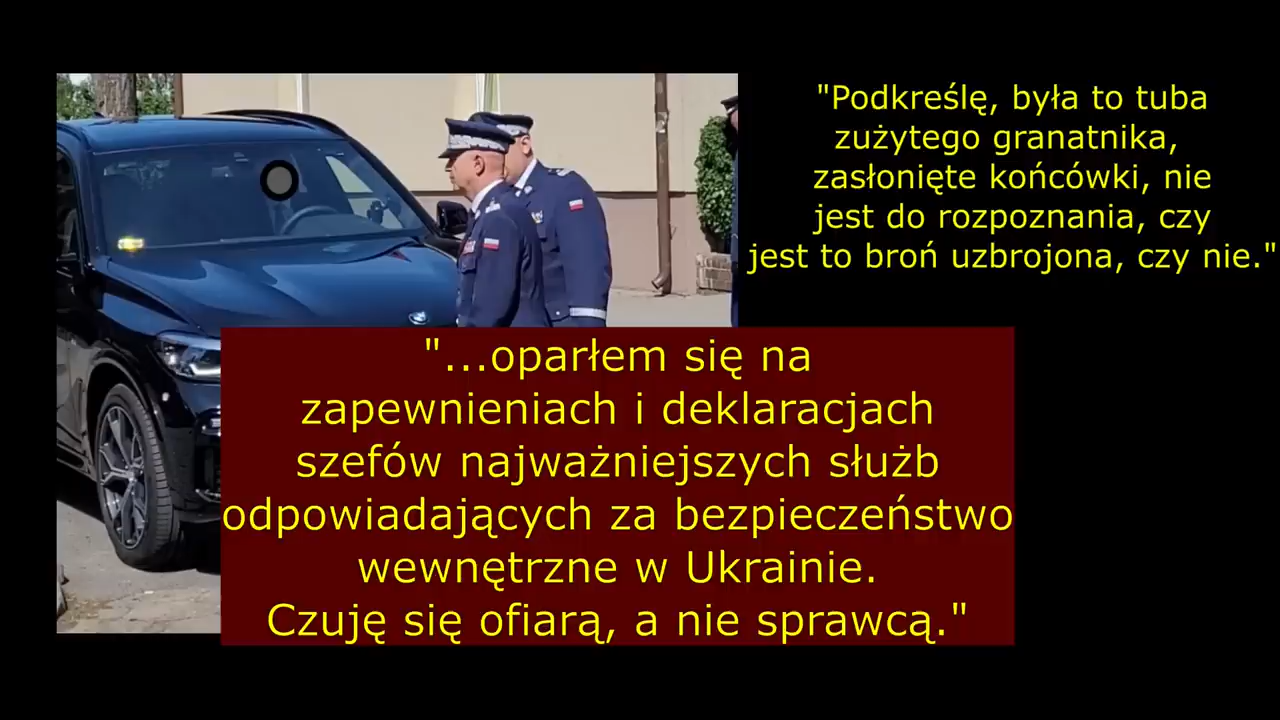 "Podkreślę, była to tuba
zużytego granatnika,
zasłonięte końcówki, nie
jest do rozpoznania, czy
jest to broń uzbrojona, czy nie."
"...oparłem się na
zapewnieniach i deklaracjach
szefów najważniejszych służb
odpowiadających za bezpieczeństwo
wewnętrzne w Ukrainie.
Czuję się ofiarą, a nie sprawcą."